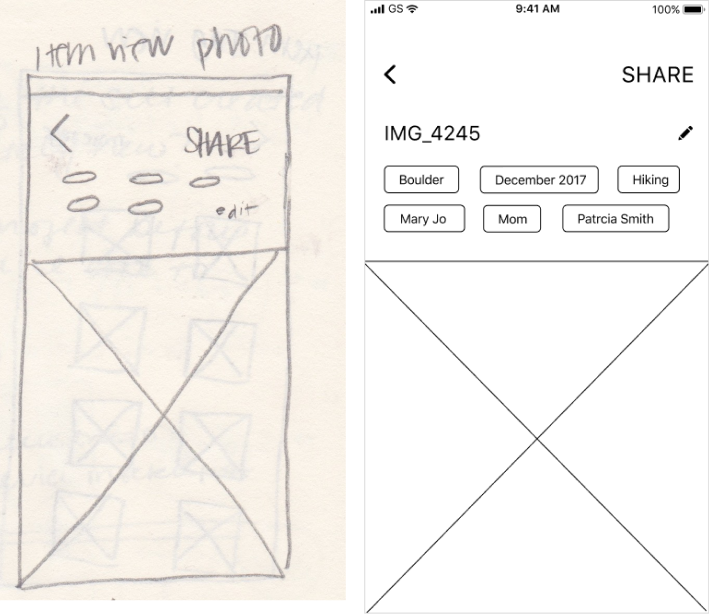 item view photo
SHARE
edit
GS 9:41 AM 100%
SHARE
IMG_4245
Boulder December 2017 Hiking
Mary Jo Mom Patrcia Smith